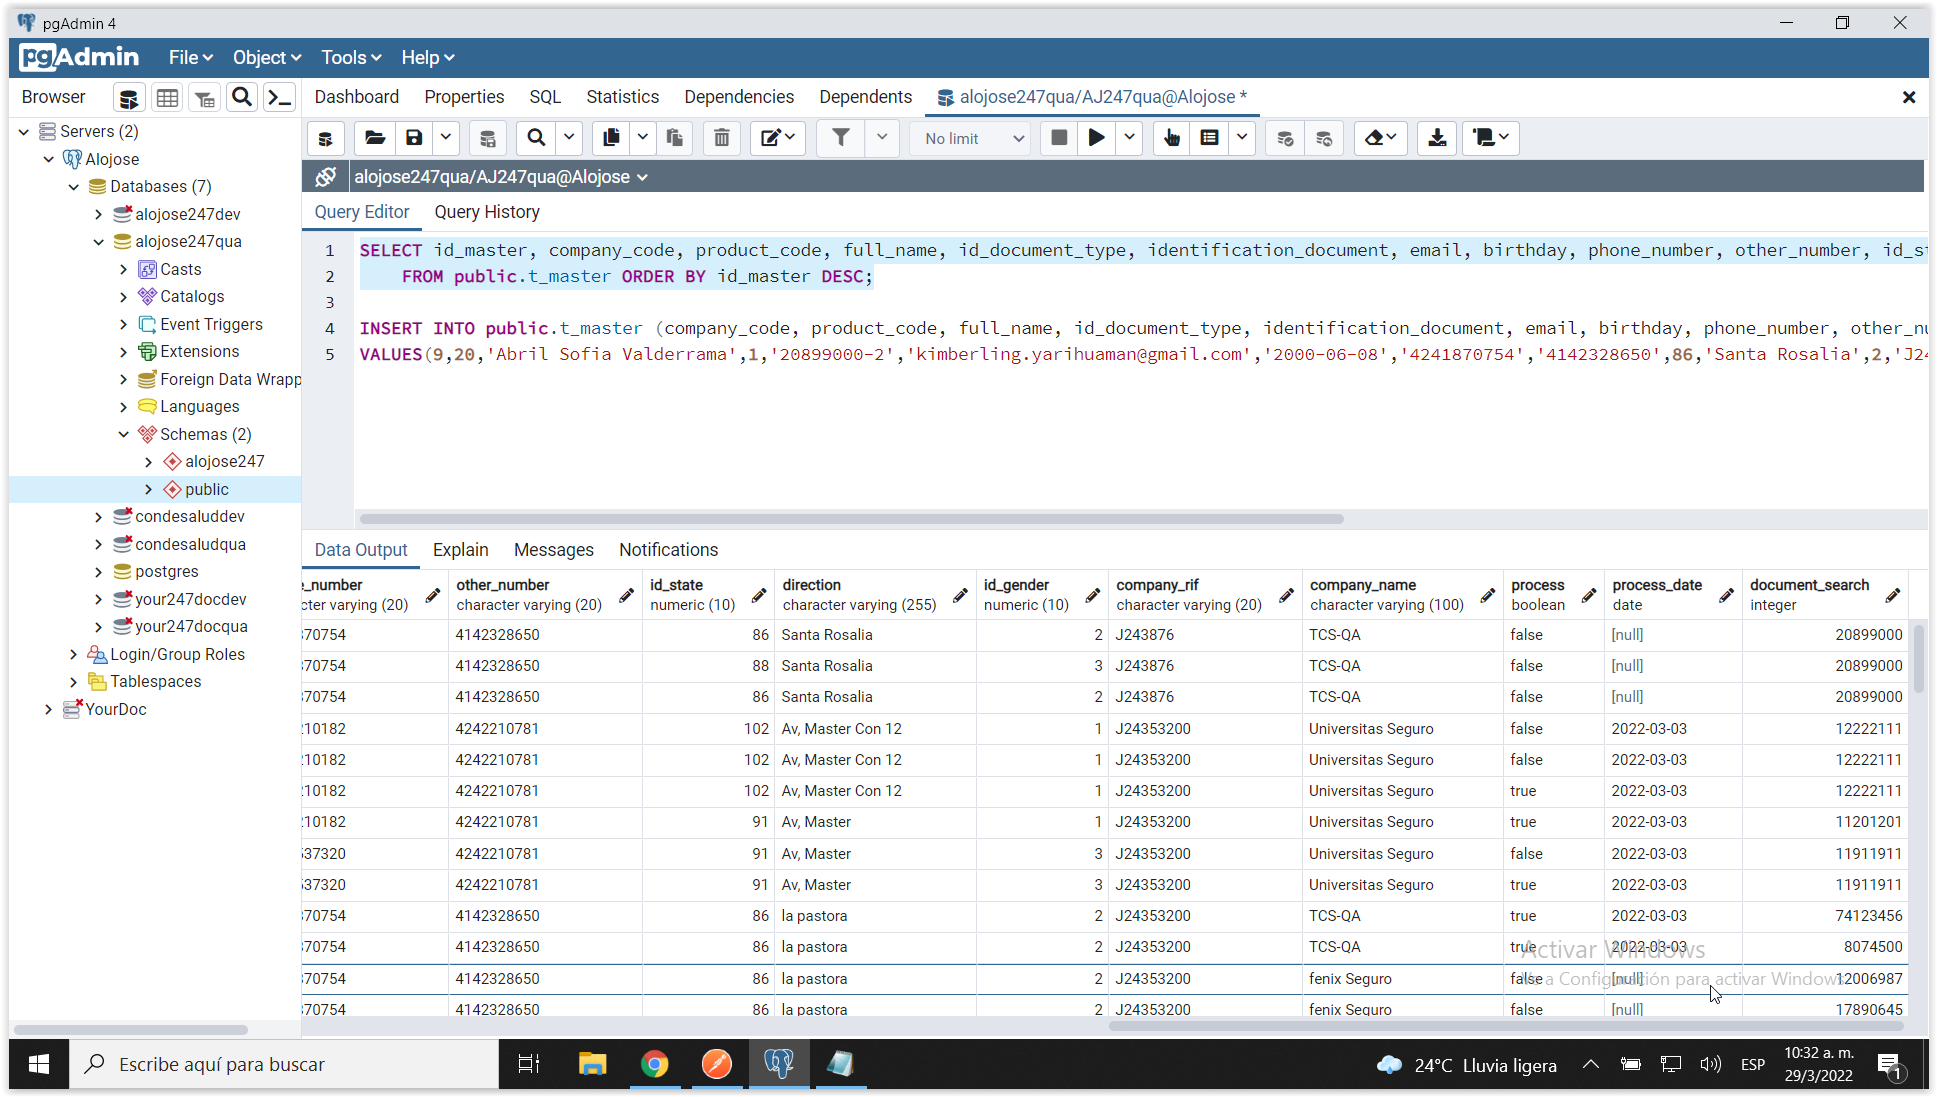 pgAdmin 4
pgAdmin File Object Tools Help
Browser Dashboard Properties SQL Statistics Dependencies Dependents alojose247qua/AJ247qua@Alojose *
Servers (2)
Alojose
Databases (7)
alojose247dev
alojose247qua
Casts
Catalogs
Event Triggers
Extensions
Foreign Data Wrapp
Languages
Schemas (2)
alojose247
public
condesaluddev
condesaludqua
postgres
your247docdev
your247docqua
Login/Group Roles
Tablespaces
YourDoc
No limit
alojose247qua/AJ247qua@Alojose
Query Editor Query History
1 SELECT id_master, company_code, product_code, full_name, id_document_type, identification_document, email, birthday, phone_number, other_number, id_st
2 FROM public.t_master ORDER BY id_master DESC;
3
4 INSERT INTO public.t_master (company_code, product_code, full_name, id_document_type, identification_document, email, birthday, phone_number, other_nu
5 VALUES(9,20,'Abril Sofia Valderrama',1,'20899000-2','kimberling.yarihuaman@gmail.com','2000-06-08','4241870754','4142328650',86,'Santa Rosalia',2,'J24
Data Output Explain Messages Notifications
_number other_number id_state direction id_gender company_rif company_name process process_date document_search
cter varying (20) character varying (20) numeric (10) character varying (255) numeric (10) character varying (20) character varying (100) boolean date integer
70754 4142328650 86 Santa Rosalia 2 J243876 TCS-QA false [null] 20899000
70754 4142328650 88 Santa Rosalia 3 J243876 TCS-QA false [null] 20899000
70754 4142328650 86 Santa Rosalia 2 J243876 TCS-QA false [null] 20899000
10182 4242210781 102 Av, Master Con 12 1 J24353200 Universitas Seguro false 2022-03-03 12222111
10182 4242210781 102 Av, Master Con 12 1 J24353200 Universitas Seguro false 2022-03-03 12222111
10182 4242210781 102 Av, Master Con 12 1 J24353200 Universitas Seguro true 2022-03-03 12222111
10182 4242210781 91 Av, Master 1 J24353200 Universitas Seguro true 2022-03-03 11201201
37320 4242210781 91 Av, Master 3 J24353200 Universitas Seguro false 2022-03-03 11911911
37320 4242210781 91 Av, Master 3 J24353200 Universitas Seguro true 2022-03-03 11911911
70754 4142328650 86 la pastora 2 J24353200 TCS-QA true 2022-03-03 74123456
70754 4142328650 86 la pastora 2 J24353200 TCS-QA true 2022-03-03 8074500
70754 4142328650 86 la pastora 2 J24353200 fenix Seguro false [null] 12006987
70754 4142328650 86 la pastora 2 J24353200 fenix Seguro false [null] 17890645
Activar Windows
Ve a Configuración para activar Windows.
Escribe aquí para buscar
24°C Lluvia ligera
ESP
10:32 a. m.
29/3/2022
1